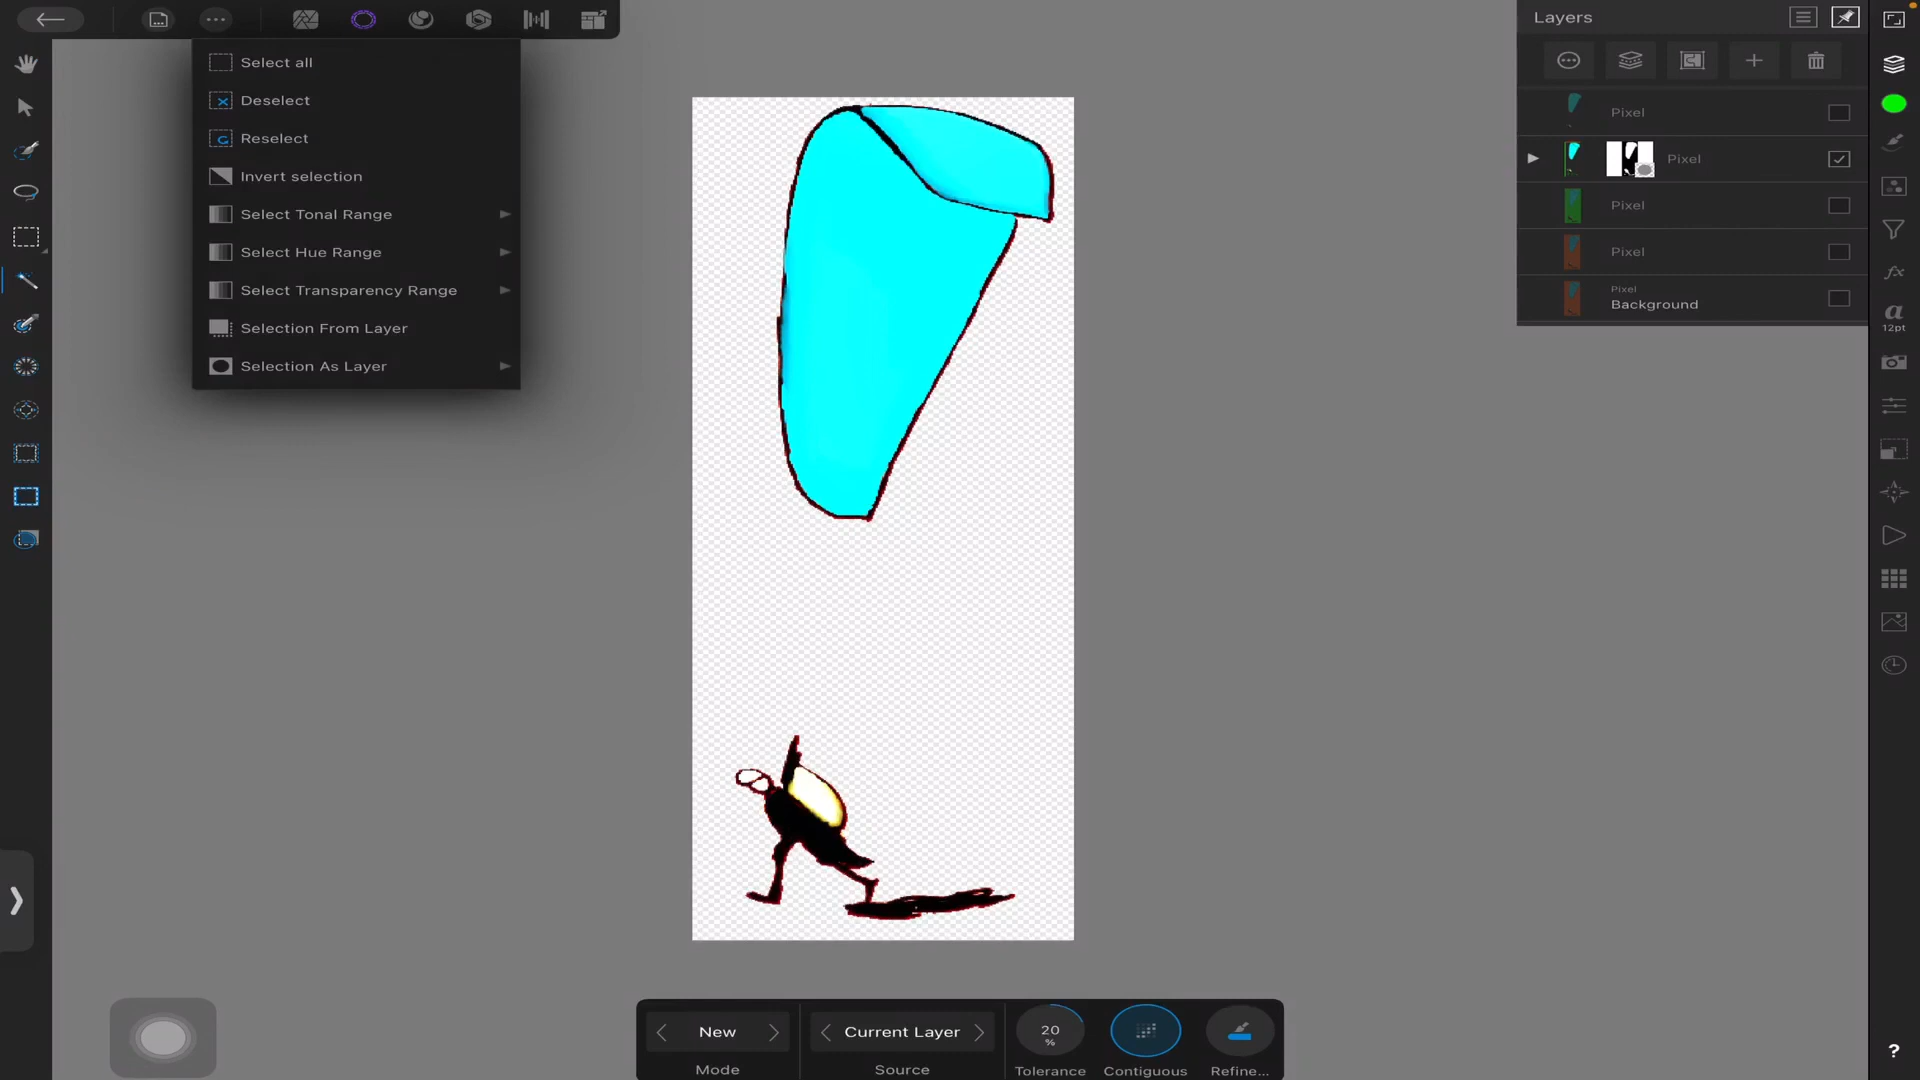 Select all
Deselect
Reselect
Invert selection
Select Tonal Range
Select Hue Range
Select Transparency Range
Selection From Layer
Selection As Layer
Layers
Pixel
Pixel
Pixel
Pixel
Pixel
Background
fx
a
12pt
?
New
Mode
Current Layer
Source
20
%
Tolerance
Contiguous
Refine...